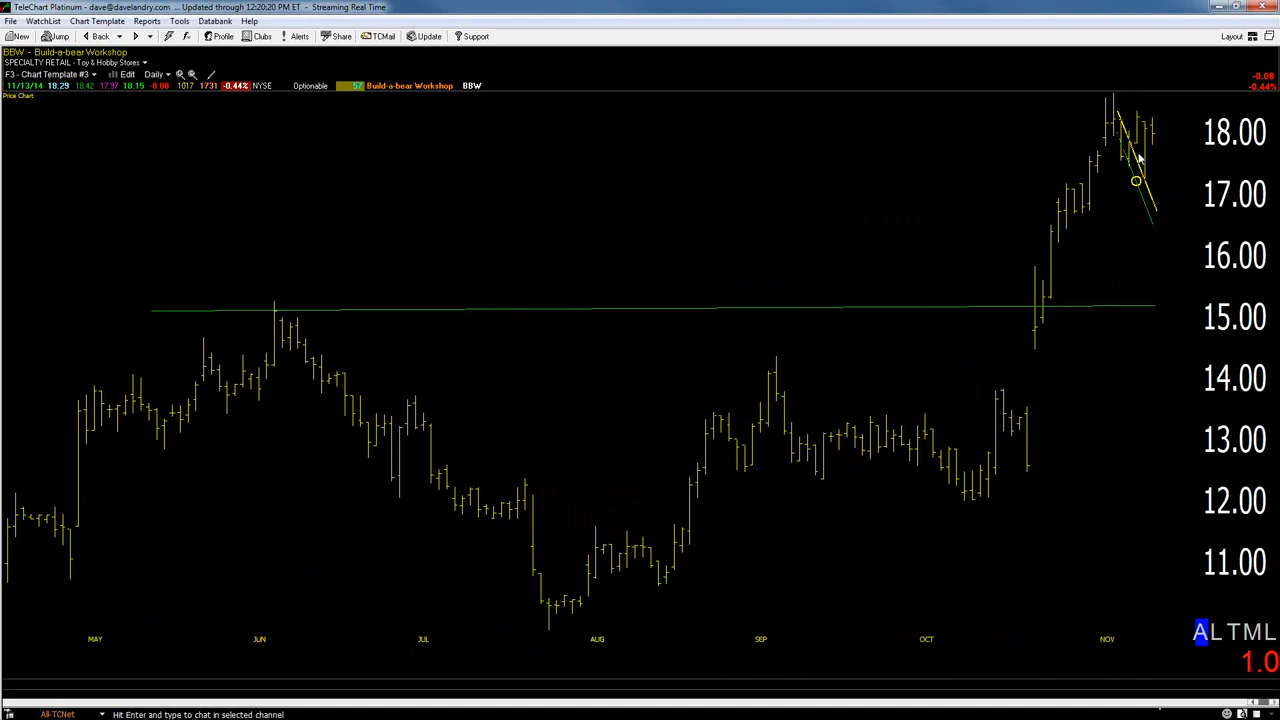 TeleChart Platinum - dave@davelandry.com ... Updated through 12:20:20 PM ET - Streaming Real Time
File WatchList Chart Template Reports Tools Databank Help
New Jump Back Profile Clubs Alerts Share TCMail Update Support Layout
BBW - Build-a-bear Workshop
SPECIALTY RETAIL - Toy & Hobby Stores
F3 - Chart Template #3 Edit Daily
-0.08
11/13/14 18.29 18.42 17.97 18.15 -0.08 1017 1731 -0.44% NYSE Optionable 57 Build-a-bear Workshop BBW -0.44%
Price Chart
18.00
17.00
16.00
15.00
14.00
13.00
12.00
11.00
MAY JUN JUL AUG SEP OCT NOV
ALTML
1.0
All-TCNet Hit Enter and type to chat in selected channel